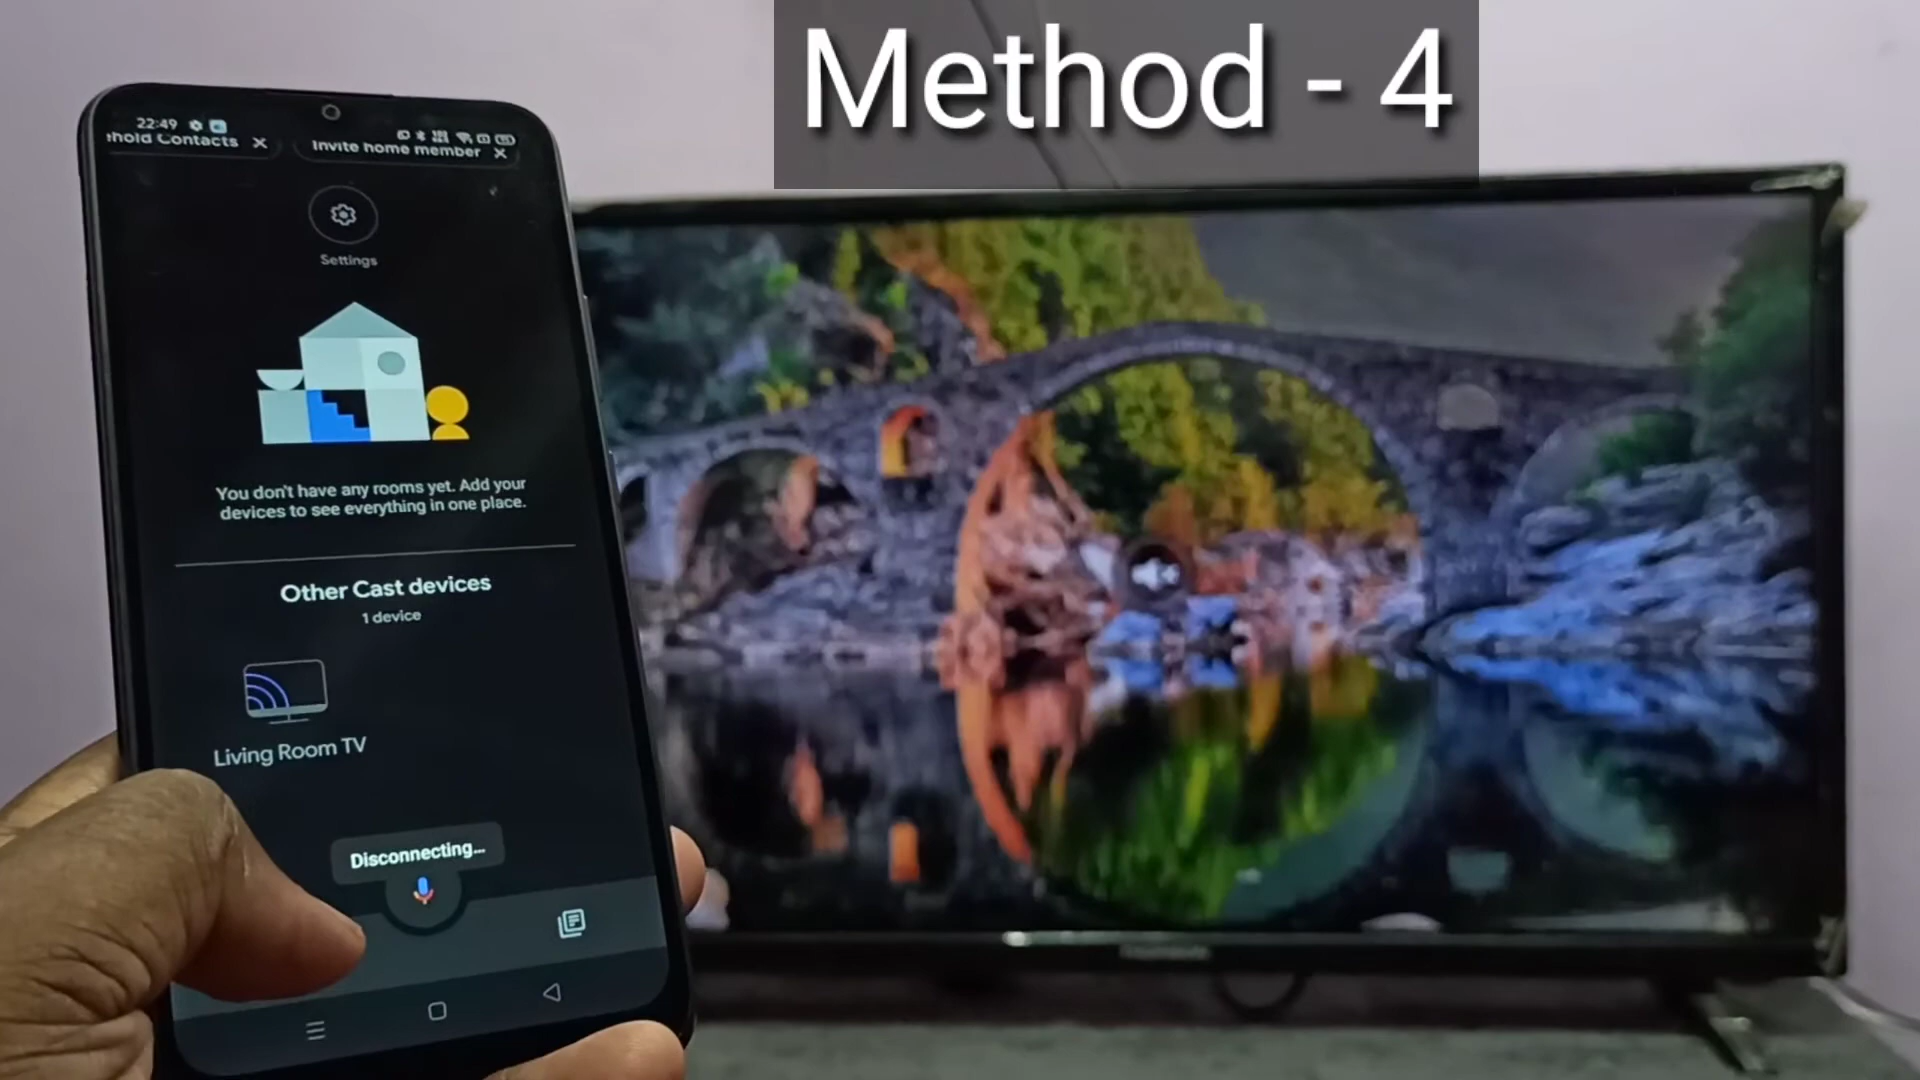 Method - 4
22:49
hold Contacts
Invite home member
Settings
You don't have any rooms yet. Add your
devices to see everything in one place.
Other Cast devices
1 device
Living Room TV
Disconnecting...